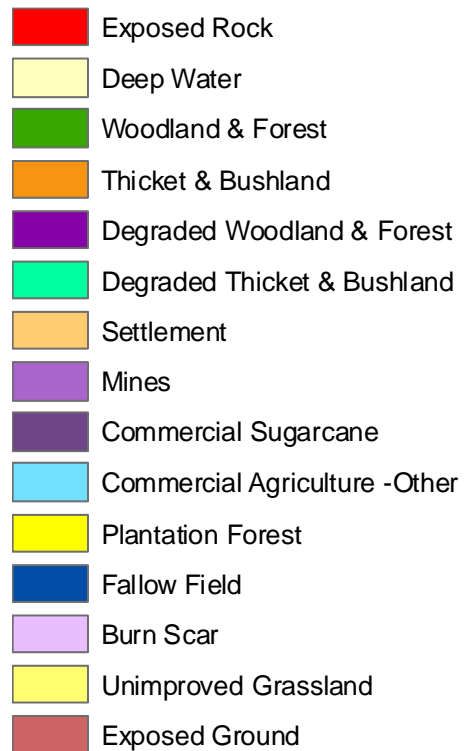 Exposed Rock
Deep Water
Woodland & Forest
Thicket & Bushland
Degraded Woodland & Forest
Degraded Thicket & Bushland
Settlement
Mines
Commercial Sugarcane
Commercial Agriculture -Other
Plantation Forest
Fallow Field
Burn Scar
Unimproved Grassland
Exposed Ground